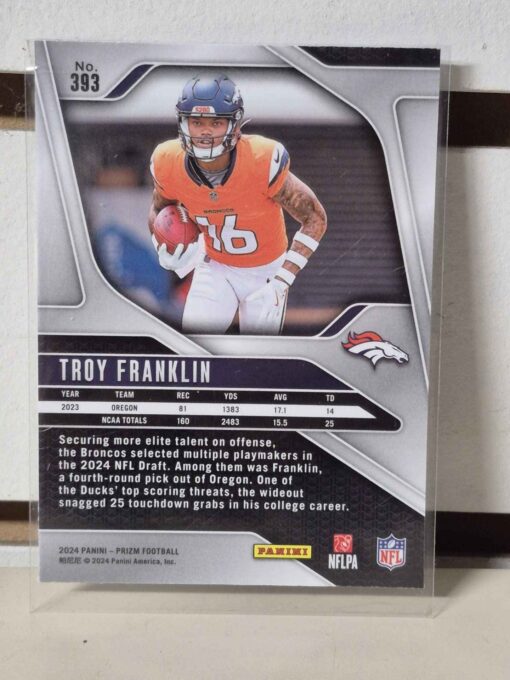 No.
393
5280
BRONCOS
16
TROY FRANKLIN
YEAR TEAM REC YDS AVG TD
2023 OREGON 81 1383 17.1 14
NCAA TOTALS 160 2483 15.5 25
Securing more elite talent on offense,
the Broncos selected multiple playmakers in
the 2024 NFL Draft. Among them was Franklin,
a fourth-round pick out of Oregon. One of
the Ducks' top scoring threats, the wideout
snagged 25 touchdown grabs in his college career.
2024 PANINI – PRIZM FOOTBALL
帕尼尼 © 2024 Panini America, Inc.
PANINI
NFLPA
NFL